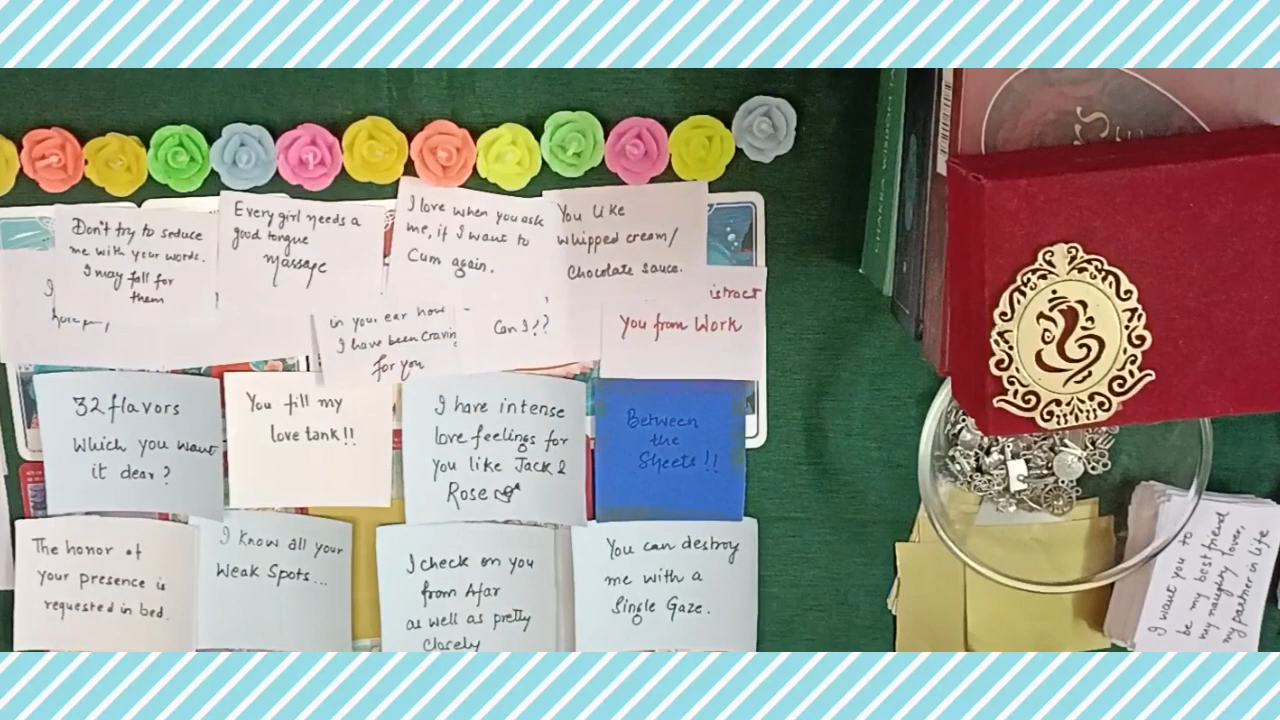 Don't try to seduce
me with your words.
I may fall for
them
Every girl needs a
good tongue
Massage
I love when you ask
me, if I want to
Cum again.
You like
whipped cream/
Chocolate sauce.
I
in your ear how
I have been Cravin
for you
Can I??
istract
You from Work
32 flavors
Which you want
it dear?
You fill my
love tank!!
I have intense
love feelings for
you like Jack &
Rose
Between
the
Sheets!!
The honor of
your presence is
requested in bed.
I know all your
Weak Spots...
I check on you
from Afar
as well as pretty
closely
You can destroy
me with a
Single Gaze.
I want you to
be my best friend
my naughty lover,
my partner in life